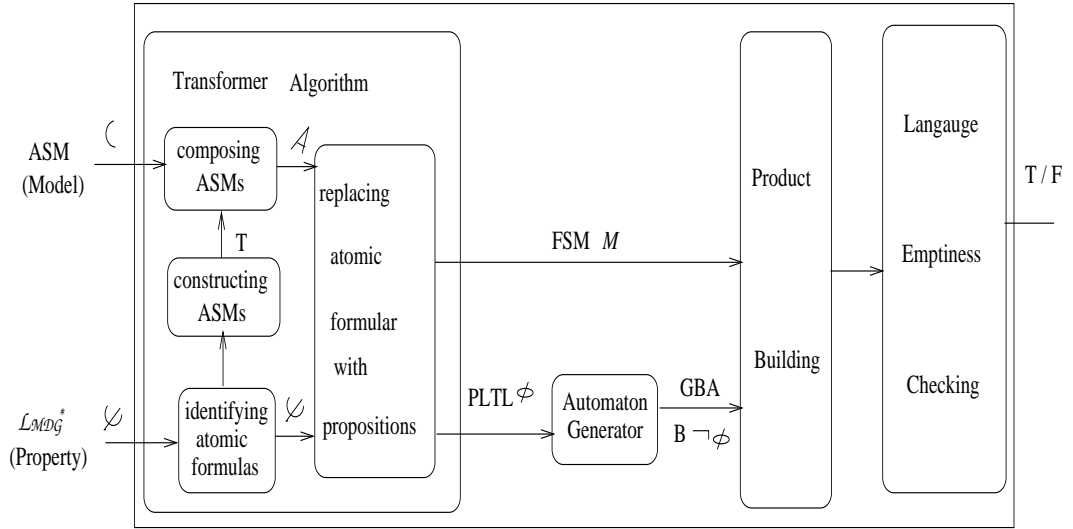 Transformer Algorithm
ASM
(Model)
C
composing
ASMs
A
T
constructing
ASMs
replacing
atomic
formular
with
propositions
ℒMDG*
(Property)
ψ
identifying
atomic
formulas
ψ
FSM M
PLTL ϕ
Automaton
Generator
GBA
B ¬ϕ
Product
Building
Langauge
Emptiness
Checking
T / F